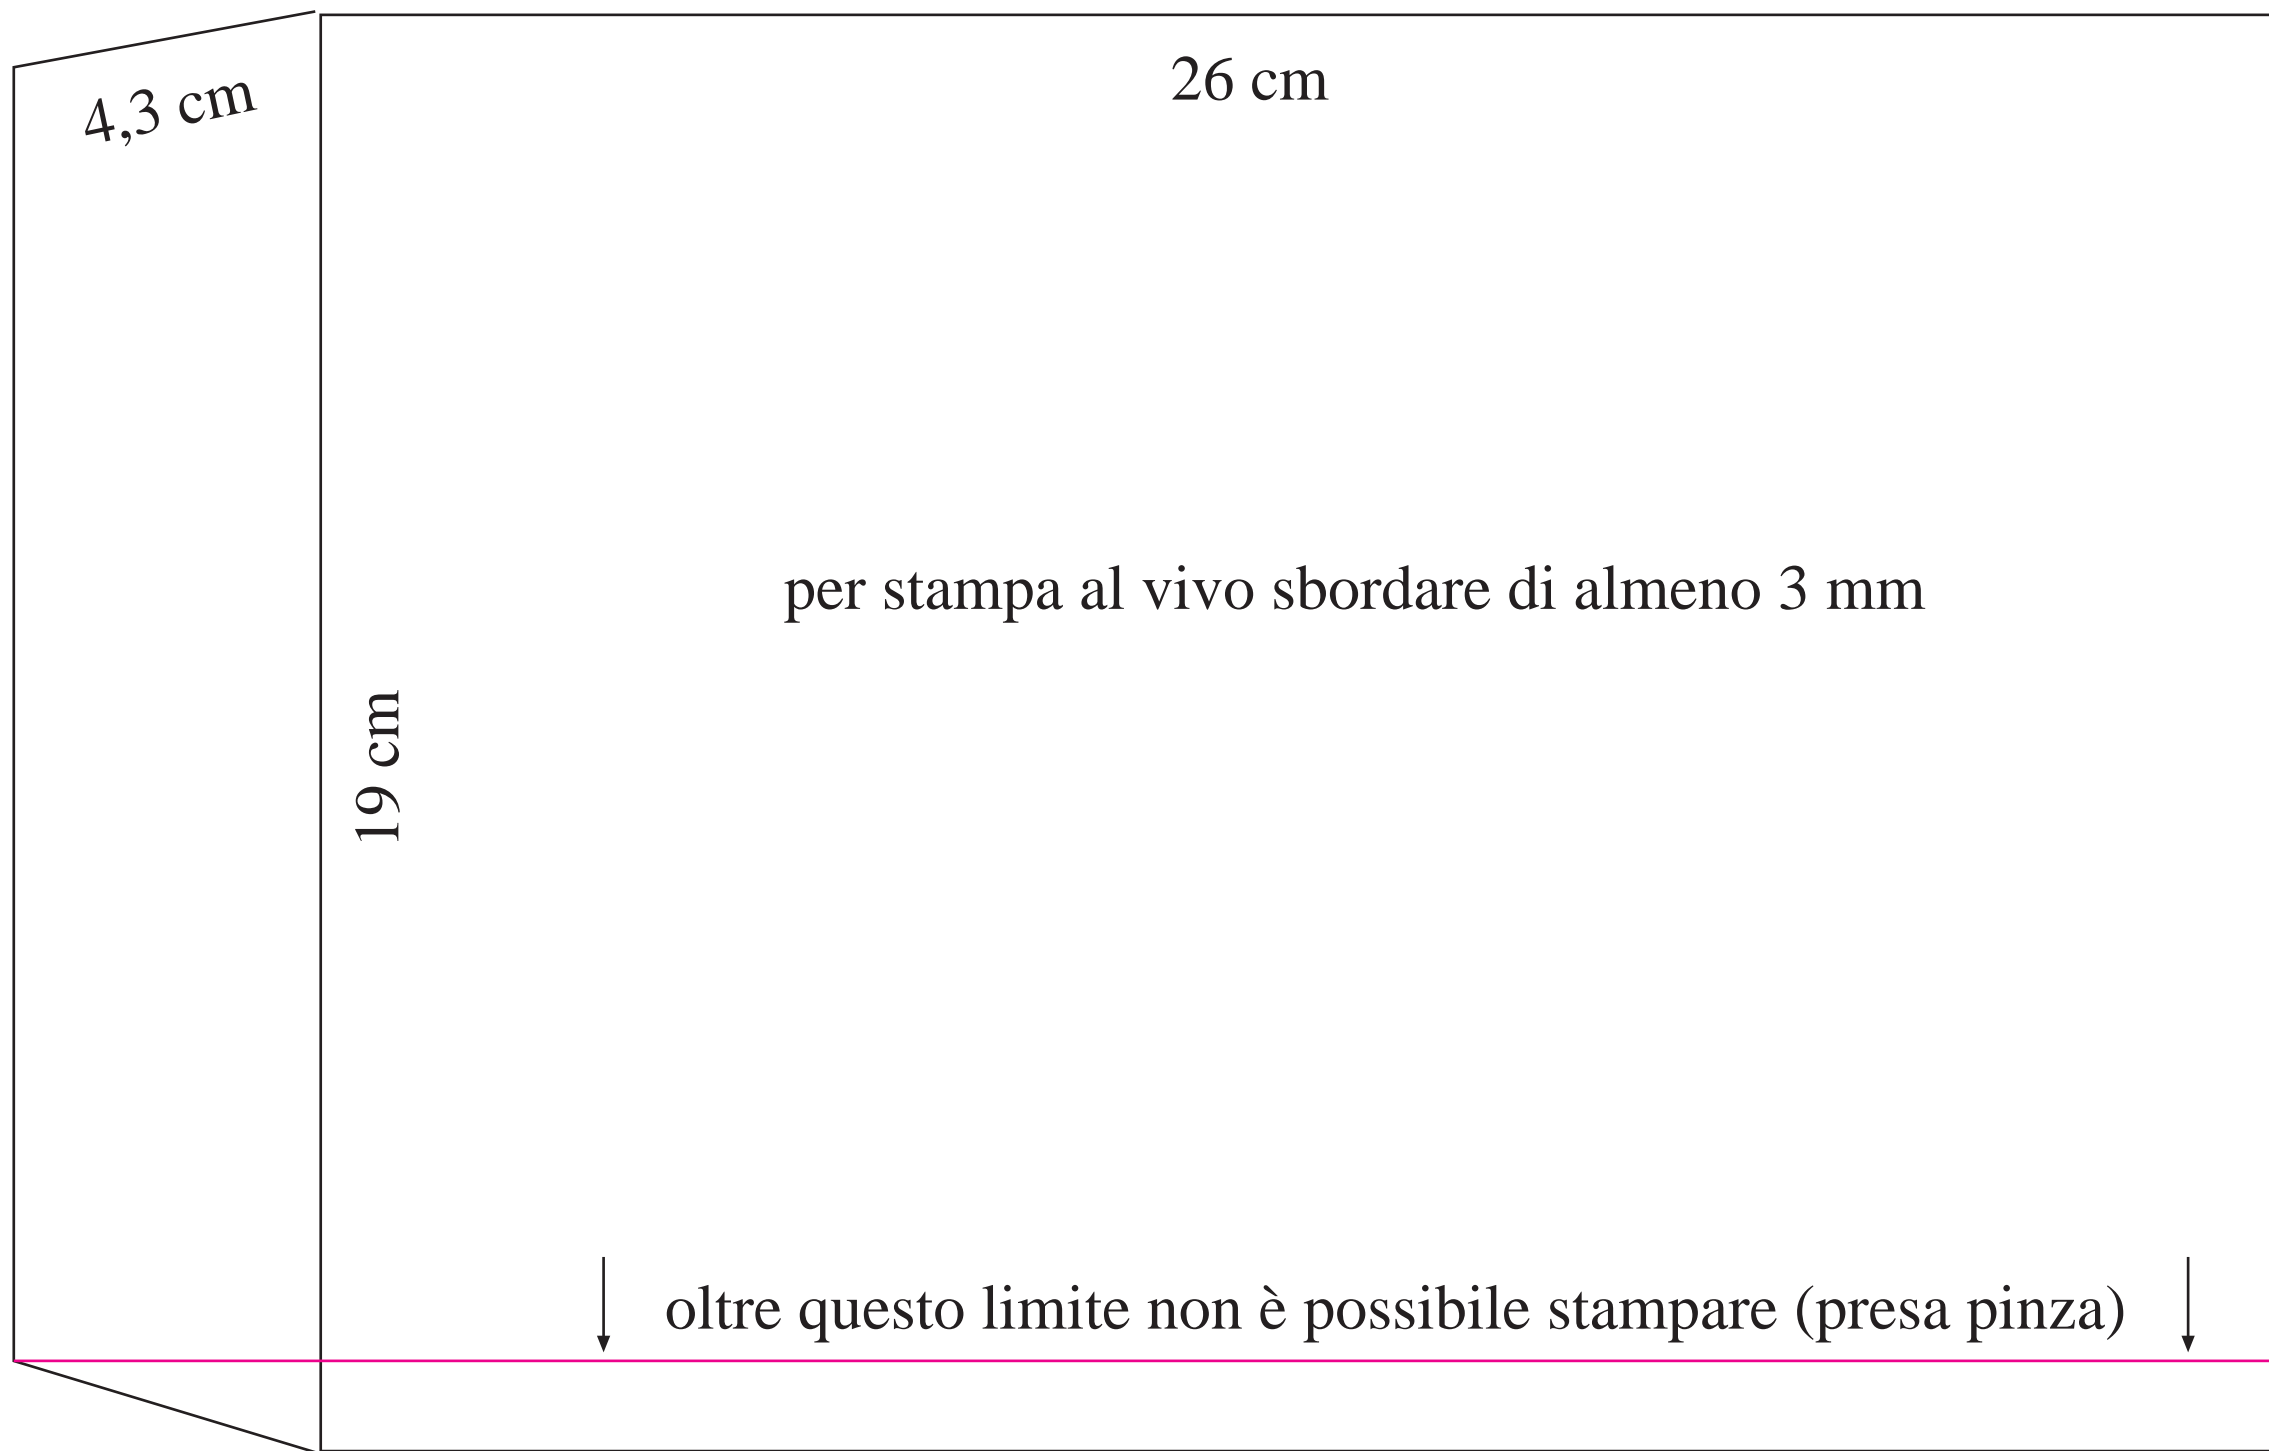 4,3 cm
26 cm
per stampa al vivo sbordare di almeno 3 mm
19 cm
oltre questo limite non è possibile stampare (presa pinza)